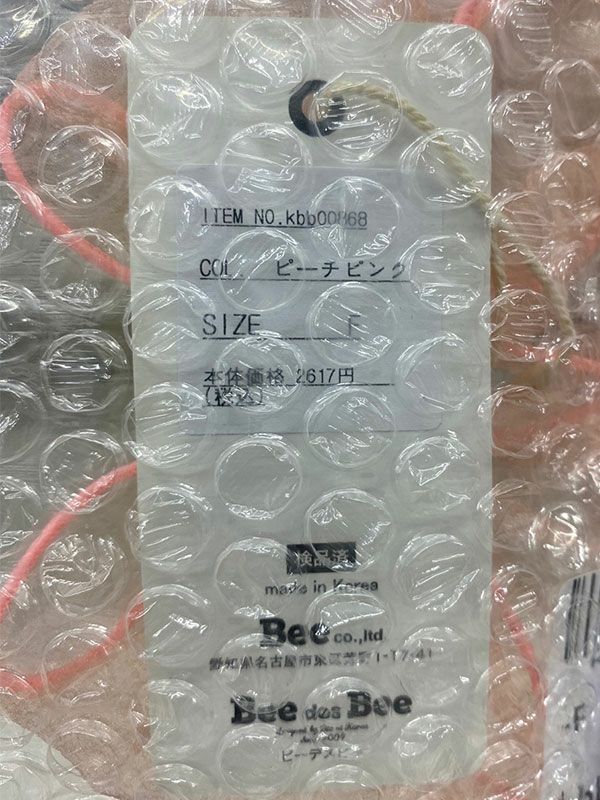 ITEM NO.kbb00868
COL ピーチピンク
SIZE F
本体価格 2617円
(税込)
検品済
made in Korea
Bee co.,ltd.
愛知県名古屋市東区芳野1-17-41
Bee des Bee
ビーデスビー
F